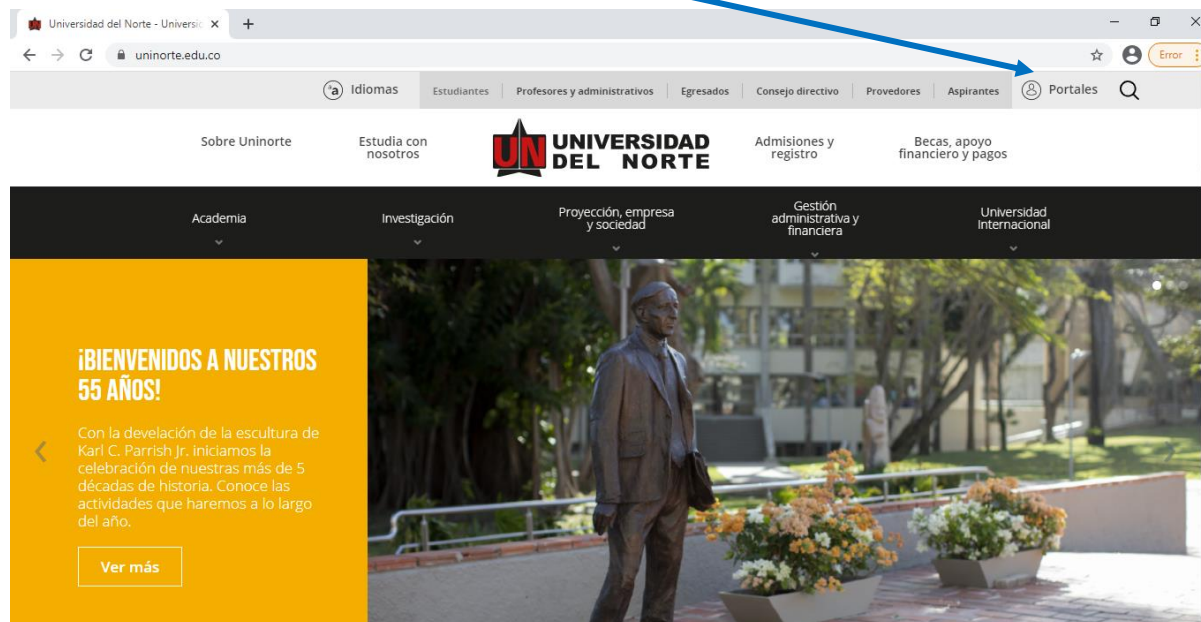 Universidad del Norte - Universid
uninorte.edu.co
Error
Idiomas
Estudiantes
Profesores y administrativos
Egresados
Consejo directivo
Provedores
Aspirantes
Portales
Sobre Uninorte
Estudia con
nosotros
UN
UNIVERSIDAD
DEL NORTE
Admisiones y
registro
Becas, apoyo
financiero y pagos
Academia
Investigación
Proyección, empresa
y sociedad
Gestión
administrativa y
financiera
Universidad
Internacional
¡BIENVENIDOS A NUESTROS
55 AÑOS!
Con la develación de la escultura de
Karl C. Parrish Jr. iniciamos la
celebración de nuestras más de 5
décadas de historia. Conoce las
actividades que haremos a lo largo
del año.
Ver más